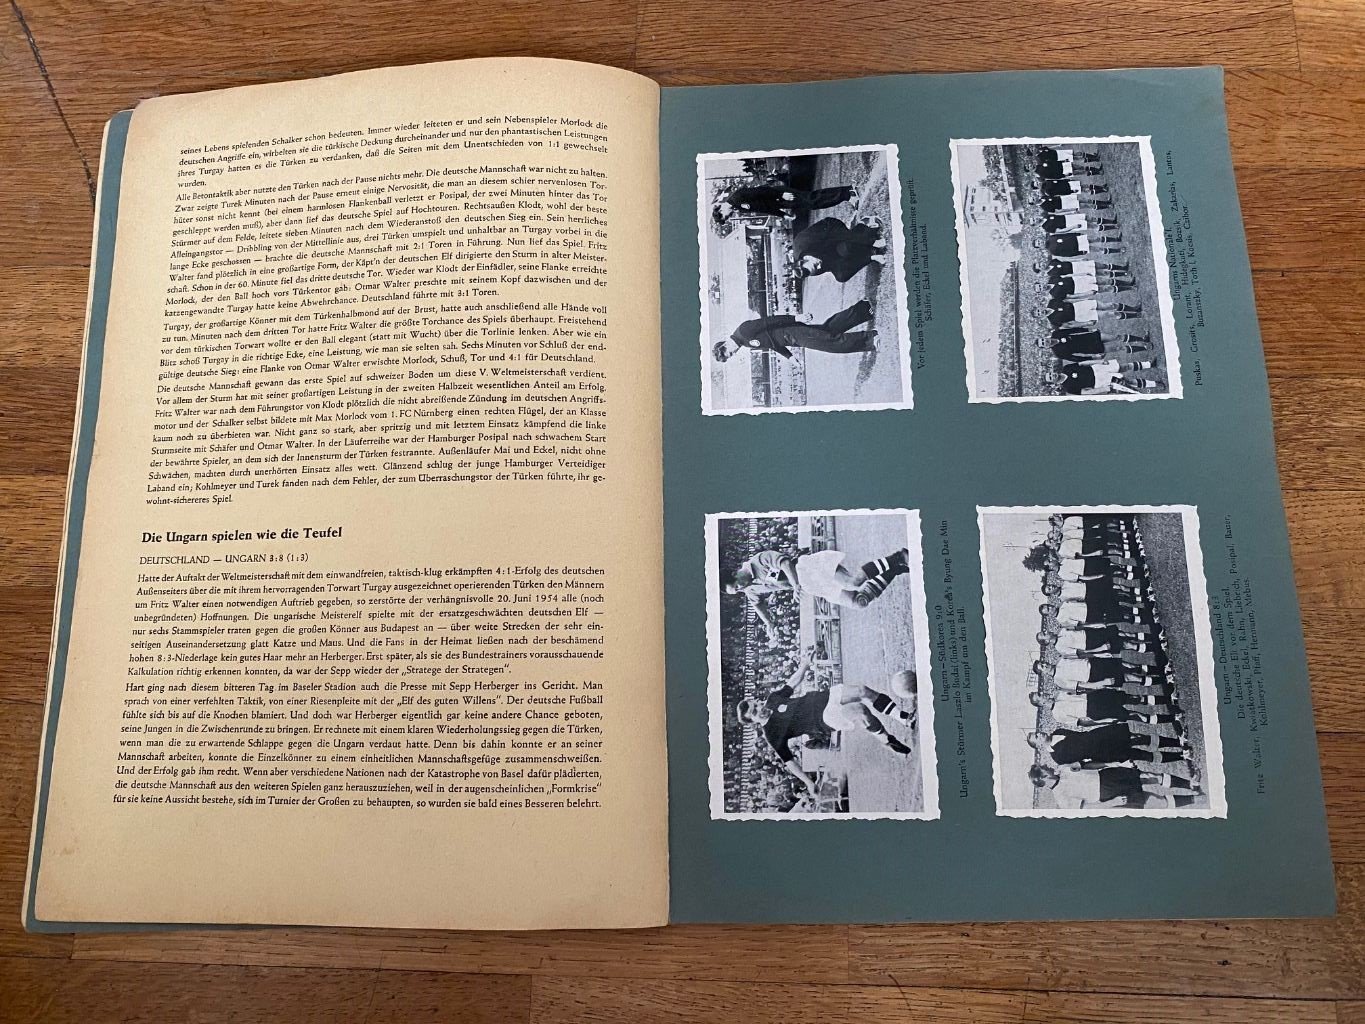 seines Lebens spielenden Schalker schon bedeuten. Immer wieder leiteten er und sein Nebenspieler Morlock die
deutschen Angriffe ein, wirbelten sie die türkische Deckung durcheinander und nur den phantastischen Leistungen
ihres Turgay hatten es die Türken zu verdanken, daß die Seiten mit dem Unentschieden von 1:1 gewechselt
wurden.
Alle Betontaktik aber nutzte den Türken nach der Pause nichts mehr. Die deutsche Mannschaft war nicht zu halten.
Zwar zeigte Turek Minuten nach der Pause erneut einige Nervosität, die man an diesem schier nervenlosen Tor-
hüter sonst nicht kennt (bei einem harmlosen Flankenball verletzt er Posipal, der zwei Minuten hinter das Tor
geschleppt werden muß), aber dann lief das deutsche Spiel auf Hochtouren. Rechtsaußen Klodt, wohl der beste
Stürmer auf dem Felde, leitete sieben Minuten nach dem Wiederanstoß den deutschen Sieg ein. Sein herrliches
Alleingangstor — Dribbling von der Mittellinie aus, drei Türken umspielt und unhaltbar an Turgay vorbei in die
lange Ecke geschossen — brachte die deutsche Mannschaft mit 2:1 Toren in Führung. Nun lief das Spiel. Fritz
Walter fand plötzlich in eine großartige Form, der Käpt'n der deutschen Elf dirigierte den Sturm in alter Meister-
schaft. Schon in der 60. Minute fiel das dritte deutsche Tor. Wieder war Klodt der Einfädler, seine Flanke erreichte
Morlock, der den Ball hoch vors Türkentor gab; Otmar Walter preschte mit seinem Kopf dazwischen und der
katzengewandte Turgay hatte keine Abwehrchance. Deutschland führte mit 3:1 Toren.
Turgay, der großartige Könner mit dem Türkenhalbmond auf der Brust, hatte auch anschließend alle Hände voll
zu tun. Minuten nach dem dritten Tor hatte Fritz Walter die größte Torchance des Spiels überhaupt. Freistehend
vor dem türkischen Torwart wollte er den Ball elegant (statt mit Wucht) über die Torlinie lenken. Aber wie ein
Blitz schoß Turgay in die richtige Ecke, eine Leistung, wie man sie selten sah. Sechs Minuten vor Schluß der end-
gültige deutsche Sieg: eine Flanke von Otmar Walter erwischte Morlock, Schuß, Tor und 4:1 für Deutschland.
Die deutsche Mannschaft gewann das erste Spiel auf schweizer Boden um diese V. Weltmeisterschaft verdient.
Vor allem der Sturm hat mit seiner großartigen Leistung in der zweiten Halbzeit wesentlichen Anteil am Erfolg.
Fritz Walter war nach dem Führungstor von Klodt plötzlich die nicht abreißende Zündung im deutschen Angriffs-
motor und der Schalker selbst bildete mit Max Morlock vom 1. FC Nürnberg einen rechten Flügel, der an Klasse
kaum noch zu überbieten war. Nicht ganz so stark, aber spritzig und mit letztem Einsatz kämpfend die linke
Sturmseite mit Schäfer und Otmar Walter. In der Läuferreihe war der Hamburger Posipal nach schwachem Start
der bewährte Spieler, an dem sich der Innensturm der Türken festrannte. Außenläufer Mai und Eckel, nicht ohne
Schwächen, machten durch unerhörten Einsatz alles wett. Glänzend schlug der junge Hamburger Verteidiger
Laband ein; Kohlmeyer und Turek fanden nach dem Fehler, der zum Überraschungstor der Türken führte, ihr ge-
wohnt-sichereres Spiel.
Die Ungarn spielen wie die Teufel
DEUTSCHLAND — UNGARN 3:8 (1:3)
Hatte der Auftakt der Weltmeisterschaft mit dem einwandfreien, taktisch-klug erkämpften 4:1-Erfolg des deutschen
Außenseiters über die mit ihrem hervorragenden Torwart Turgay ausgezeichnet operierenden Türken den Männern
um Fritz Walter einen notwendigen Auftrieb gegeben, so zerstörte der verhängnisvolle 20. Juni 1954 alle (noch
unbegründeten) Hoffnungen. Die ungarische Meisterelf spielte mit der ersatzgeschwächten deutschen Elf —
nur sechs Stammspieler traten gegen die großen Könner aus Budapest an — über weite Strecken der sehr ein-
seitigen Auseinandersetzung glatt Katze und Maus. Und die Fans in der Heimat ließen nach der beschämend
hohen 8:3-Niederlage kein gutes Haar mehr an Herberger. Erst später, als sie des Bundestrainers vorausschauende
Kalkulation richtig erkennen konnten, da war der Sepp wieder der „Stratege der Strategen“.
Hart ging nach diesem bitteren Tag im Baseler Stadion auch die Presse mit Sepp Herberger ins Gericht. Man
sprach von einer verfehlten Taktik, von einer Riesenpleite mit der „Elf des guten Willens“. Der deutsche Fußball
fühlte sich bis auf die Knochen blamiert. Und doch war Herberger eigentlich gar keine andere Chance geboten,
seine Jungen in die Zwischenrunde zu bringen. Er rechnete mit einem klaren Wiederholungsieg gegen die Türken,
wenn man die zu erwartende Schlappe gegen die Ungarn verdaut hatte. Denn bis dahin konnte er an seiner
Mannschaft arbeiten, konnte die Einzelkönner zu einem einheitlichen Mannschaftsgefüge zusammenschweißen.
Und der Erfolg gab ihm recht. Wenn aber verschiedene Nationen nach der Katastrophe von Basel dafür plädierten,
die deutsche Mannschaft aus den weiteren Spielen ganz herauszuziehen, weil in der augenscheinlichen „Formkrise“
für sie keine Aussicht bestehe, sich im Turnier der Großen zu behaupten, so wurden sie bald eines Besseren belehrt.
Vor jedem Spiel werden die Platzverhältnisse geprüft.
Schäfer, Eckel und Laband.
Ungarns Nationalelf.
Puskas, Grosits, Lorant, Hidegkuti, Bozsik, Zakarias, Lantos,
Buzanszky, Toth I, Kocsis, Czibor.
Ungarn – Südkorea 9:0
Ungarn's Stürmer Laszlo Budai (links) und Korea's Byung Dae Min
im Kampf um den Ball.
Ungarn – Deutschland 8:3
Die deutsche Elf vor dem Spiel.
Fritz Walter, Kwiatkowski, Eckel, Rahn, Liebrich, Posipal, Bauer,
Kohlmeyer, Pfaff, Hermann, Mebus.